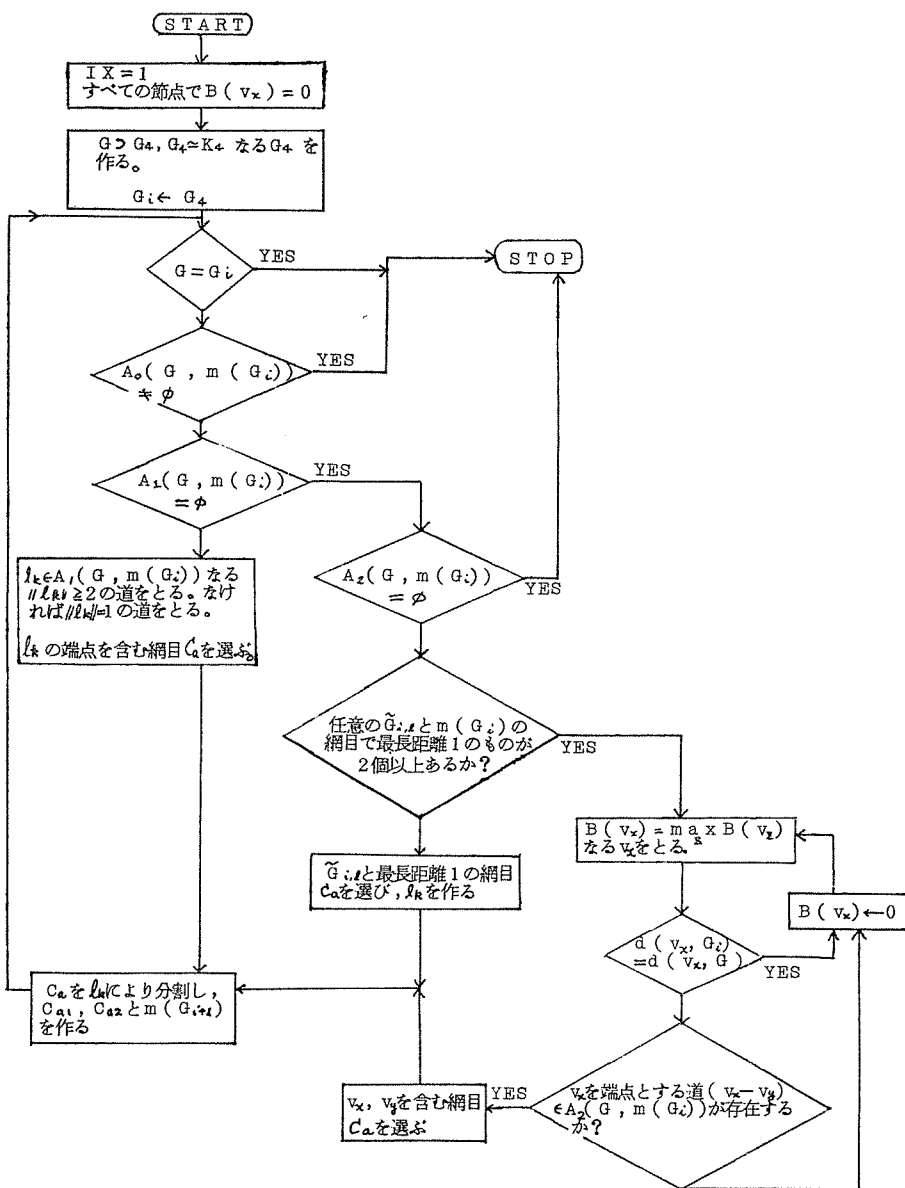 START
IX=1
すべての節点でB(vx)=0
G⊃G4, G4≃K4 なるG4 を
作る。
Gi← G4
G=Gi
YES
STOP
A0(G, m(Gi))
≠φ
YES
A1(G, m(Gi))
=φ
YES
lk∈A1(G, m(Gi))なる
//lk//≧2の道をとる。なけ
れば//lk//=1の道をとる。
lkの端点を含む網目Caを選ぶ。
A2(G, m(Gi))
=φ
YES
任意のG̃i,lとm(Gi)の
網目で最長距離1のものが
2個以上あるか?
YES
G̃i,lと最長距離1の網目
Caを選び,lkを作る
B(vx)=max B(vz)
z
なるvxをとる。
B(vx)←0
d(vx, Gi)
=d(vx, G)
YES
Caをlkにより分割し,
Ca1, Ca2とm(Gi+1)
を作る
vx, vyを含む網目
Caを選ぶ
YES
vxを端点とする道(vx-vy)
∈A2(G, m(Gi))が存在する
か?